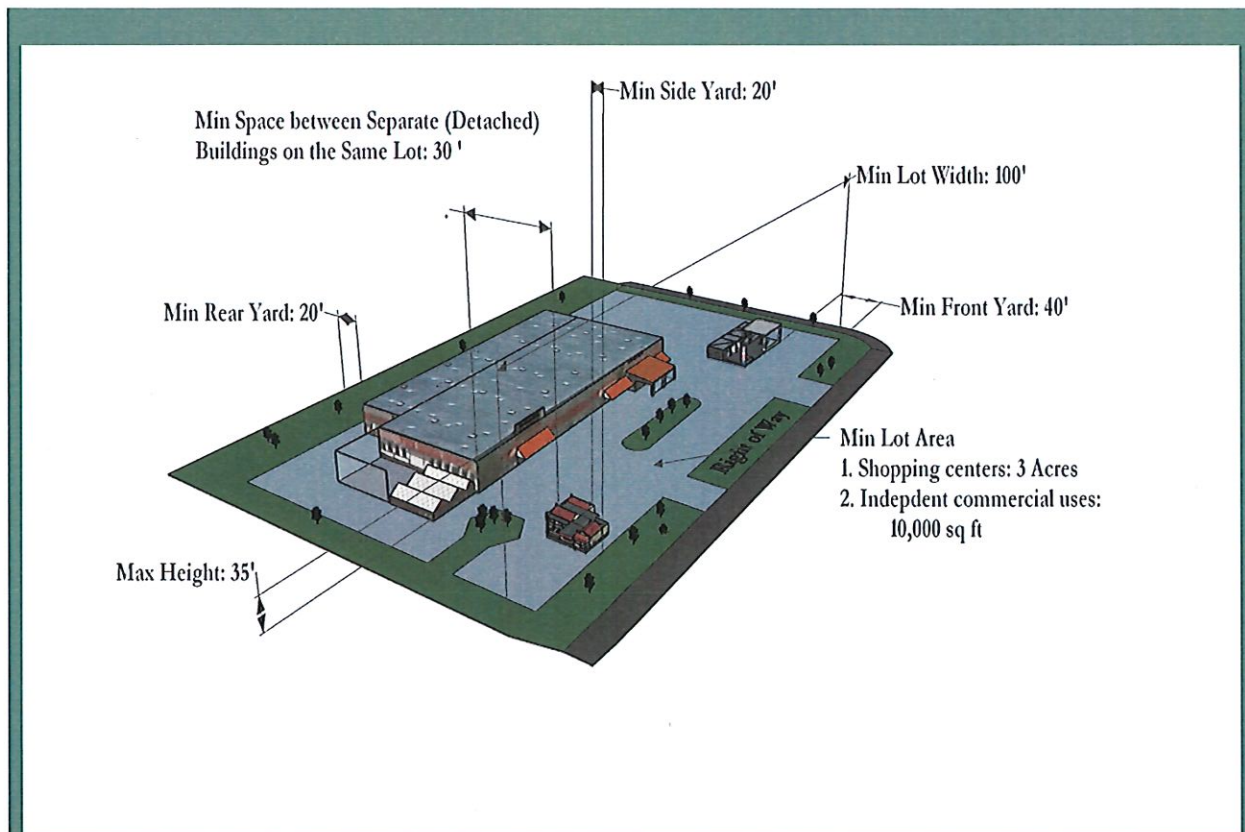 Min Side Yard: 20'
Min Space between Separate (Detached)
Buildings on the Same Lot: 30 '
Min Lot Width: 100'
Min Rear Yard: 20'
Min Front Yard: 40'
Right of Way
Min Lot Area
1. Shopping centers: 3 Acres
2. Indepdent commercial uses:
10,000 sq ft
Max Height: 35'